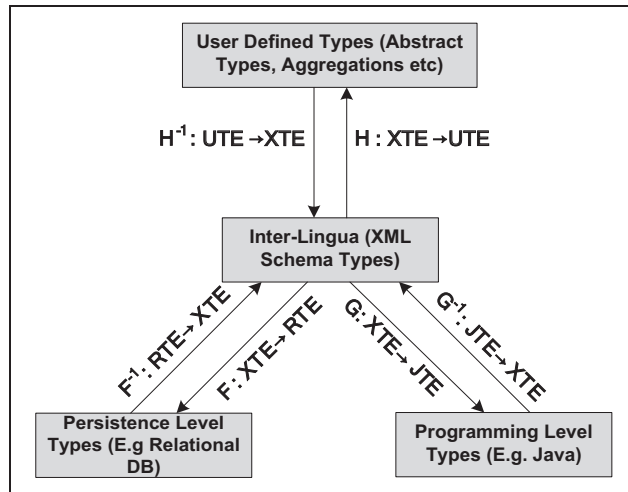 User Defined Types (Abstract
Types, Aggregations etc)
H⁻¹: UTE→XTE
H : XTE→UTE
Inter-Lingua (XML
Schema Types)
F⁻¹: RTE→XTE
F: XTE→RTE
G: XTE→JTE
G⁻¹: JTE→XTE
Persistence Level
Types (E.g Relational
DB)
Programming Level
Types (E.g. Java)